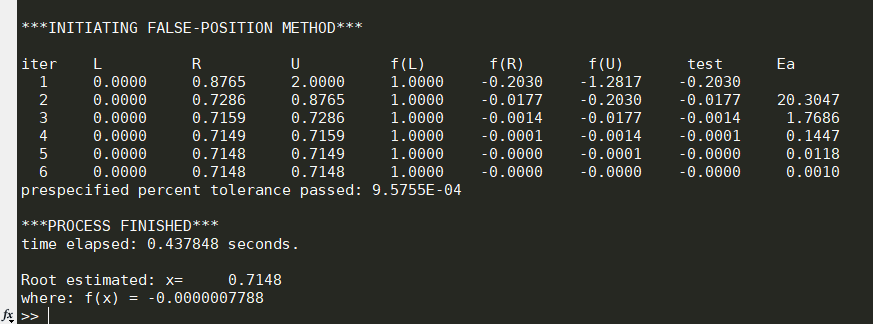 ***INITIATING FALSE-POSITION METHOD***
iter L R U f(L) f(R) f(U) test Ea
1 0.0000 0.8765 2.0000 1.0000 -0.2030 -1.2817 -0.2030
2 0.0000 0.7286 0.8765 1.0000 -0.0177 -0.2030 -0.0177 20.3047
3 0.0000 0.7159 0.7286 1.0000 -0.0014 -0.0177 -0.0014 1.7686
4 0.0000 0.7149 0.7159 1.0000 -0.0001 -0.0014 -0.0001 0.1447
5 0.0000 0.7148 0.7149 1.0000 -0.0000 -0.0001 -0.0000 0.0118
6 0.0000 0.7148 0.7148 1.0000 -0.0000 -0.0000 -0.0000 0.0010
prespecified percent tolerance passed: 9.5755E-04
***PROCESS FINISHED***
time elapsed: 0.437848 seconds.
Root estimated: x= 0.7148
where: f(x) = -0.0000007788
fx >>